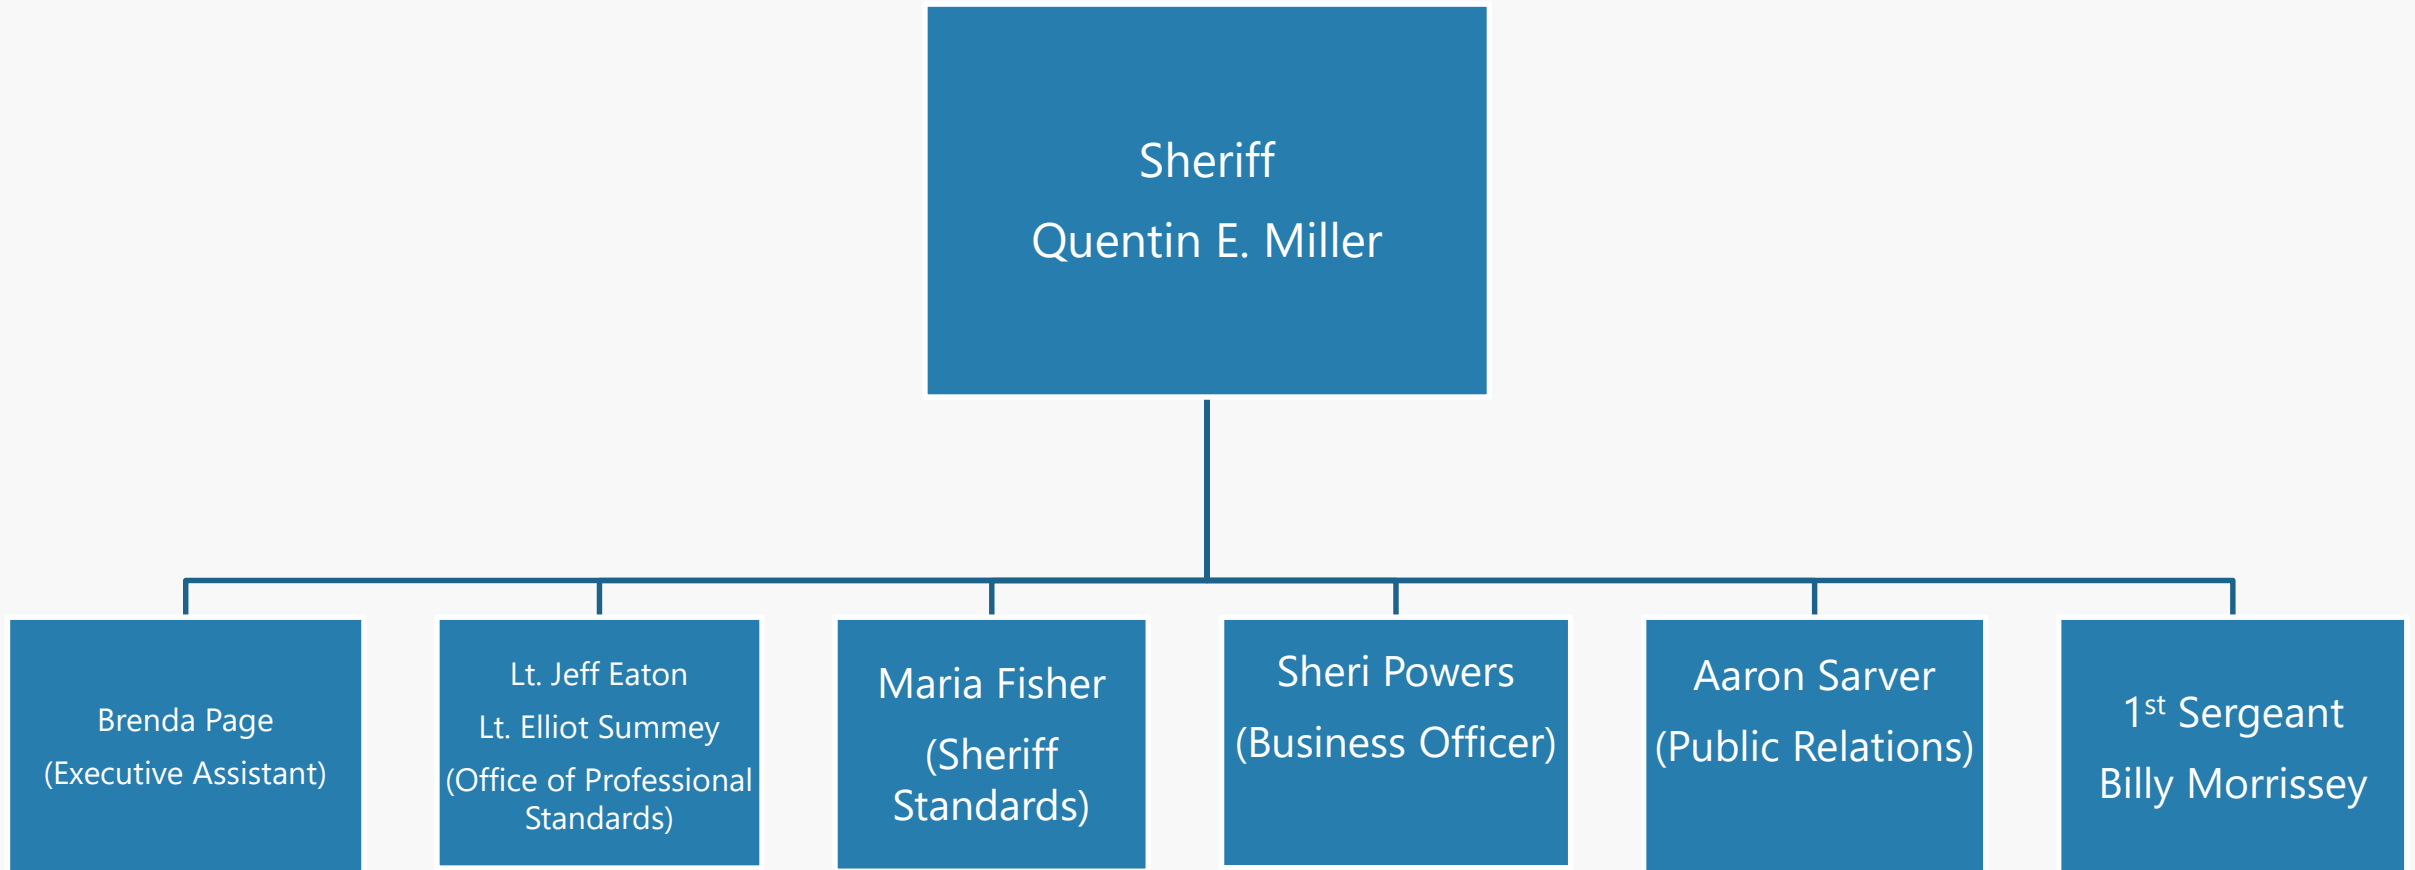 Sheriff
Quentin E. Miller
Brenda Page
(Executive Assistant)
Lt. Jeff Eaton
Lt. Elliot Summey
(Office of Professional
Standards)
Maria Fisher
(Sheriff
Standards)
Sheri Powers
(Business Officer)
Aaron Sarver
(Public Relations)
1st Sergeant
Billy Morrissey